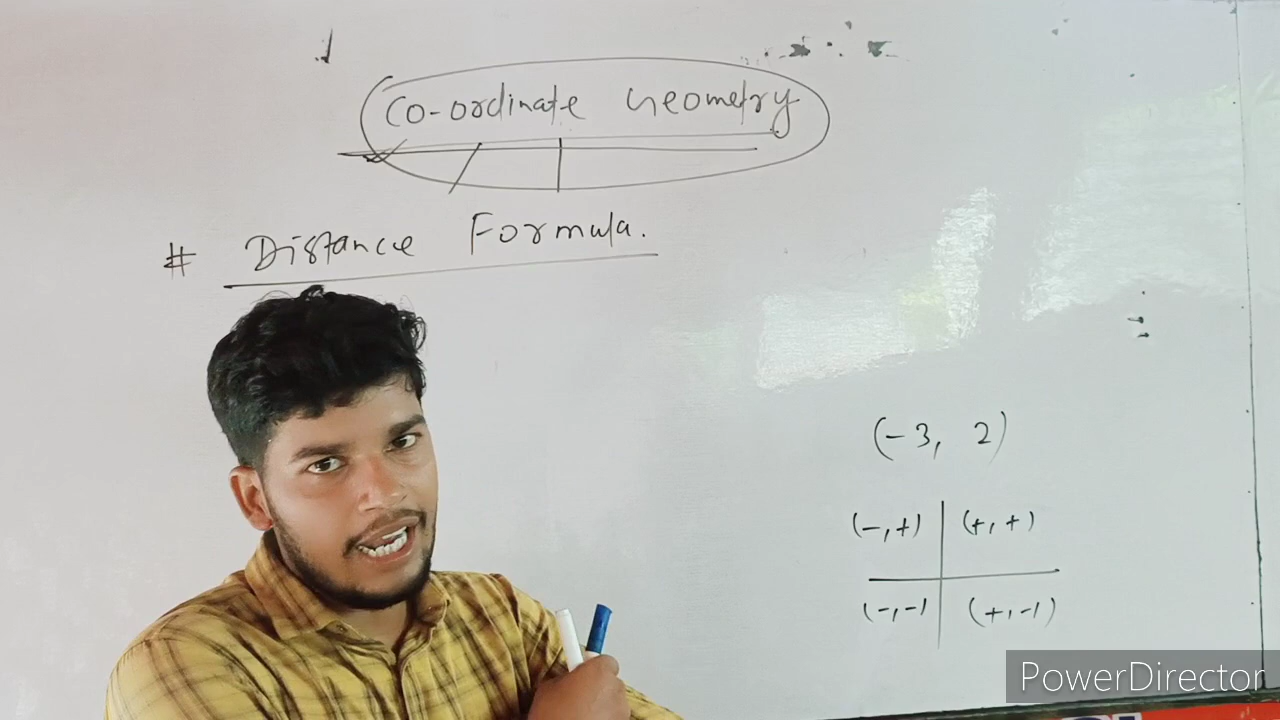 Co-ordinate Geometry
# Distance Formula.
(-3, 2)
(-,+) (+,+)
(-,-) (+,-)
PowerDirector